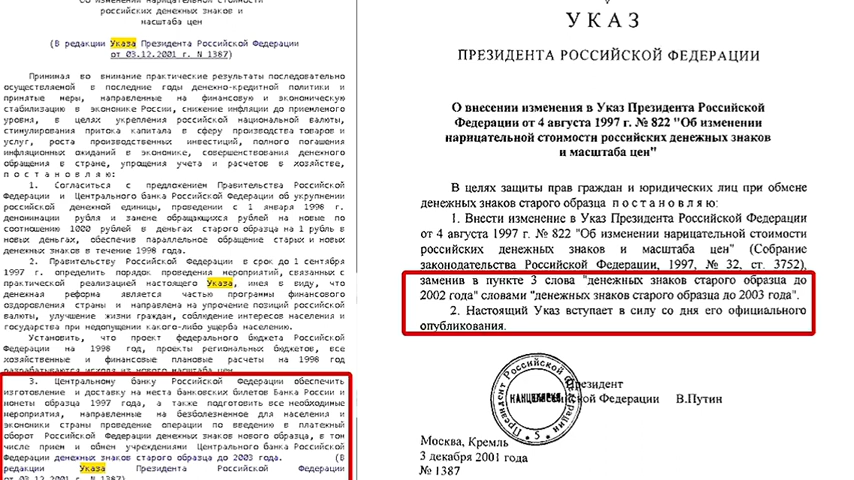 Об изменении нарицательной стоимости
российских денежных знаков и
масштаба цен
(В редакции Указа Президента Российской Федерации
от 03.12.2001 г. N 1387)
Принимая во внимание практические результаты последовательно
осуществляемой в последние годы денежно-кредитной политики и
принятые меры, направленные на финансовую и экономическую
стабилизацию в экономике России, снижение инфляции до приемлемого
уровня, в целях укрепления российской национальной валюты,
стимулирования притока капитала в сферу производства товаров и
услуг, роста производственных инвестиций, полного погашения
инфляционных ожиданий в экономике, совершенствования денежного
обращения в стране, упрощения учета и расчетов в хозяйстве,
п о с т а н о в л я ю:
1. Согласиться с предложением Правительства Российской
Федерации и Центрального банка Российской Федерации об укрупнении
российской денежной единицы, проведении с 1 января 1998 г.
деноминации рубля и замене обращающихся рублей на новые по
соотношению 1000 рублей в деньгах старого образца на 1 рубль в
новых деньгах, обеспечив параллельное обращение старых и новых
денежных знаков в течение 1998 года.
2. Правительству Российской Федерации в срок до 1 сентября
1997 г. определить порядок проведения мероприятий, связанных с
практической реализацией настоящего Указа, имея в виду, что
денежная реформа является частью программы финансового
оздоровления страны и направлена на упрочение позиций российской
валюты, улучшение жизни граждан, соблюдение интересов населения и
государства при недопущении какого-либо ущерба населению.
Установить, что проект федерального бюджета Российской
Федерации на 1998 год, проекты региональных бюджетов, все
хозяйственные и финансовые планы расчеты на 1998 год
разрабатываются исходя из нового масштаба цен.
3. Центральному банку Российской Федерации обеспечить
изготовление и доставку на места банковских билетов Банка России и
монеты образца 1997 года, а также подготовить все необходимые
мероприятия, направленные на безболезненное для населения и
экономики страны проведение операции по введению в платежный
оборот Российской Федерации денежных знаков нового образца, в том
числе прием и обмен учреждениями Центрального банка Российской
Федерации денежных знаков старого образца до 2003 года. (В
редакции Указа Президента Российской Федерации
от 03.12.2001 г. N 1387)
УКАЗ
ПРЕЗИДЕНТА РОССИЙСКОЙ ФЕДЕРАЦИИ
О внесении изменения в Указ Президента Российской
Федерации от 4 августа 1997 г. № 822 "Об изменении
нарицательной стоимости российских денежных знаков
и масштаба цен"
В целях защиты прав граждан и юридических лиц при обмене
денежных знаков старого образца п о с т а н о в л я ю:
1. Внести изменение в Указ Президента Российской Федерации
от 4 августа 1997 г. № 822 "Об изменении нарицательной стоимости
российских денежных знаков и масштаба цен" (Собрание
законодательства Российской Федерации, 1997, № 32, ст. 3752),
заменив в пункте 3 слова "денежных знаков старого образца до
2002 года" словами "денежных знаков старого образца до 2003 года".
2. Настоящий Указ вступает в силу со дня его официального
опубликования.
Президент
Российской Федерации В.Путин
Президент Российской Федерации
КАНЦЕЛЯРИЯ
5
Москва, Кремль
3 декабря 2001 года
№ 1387